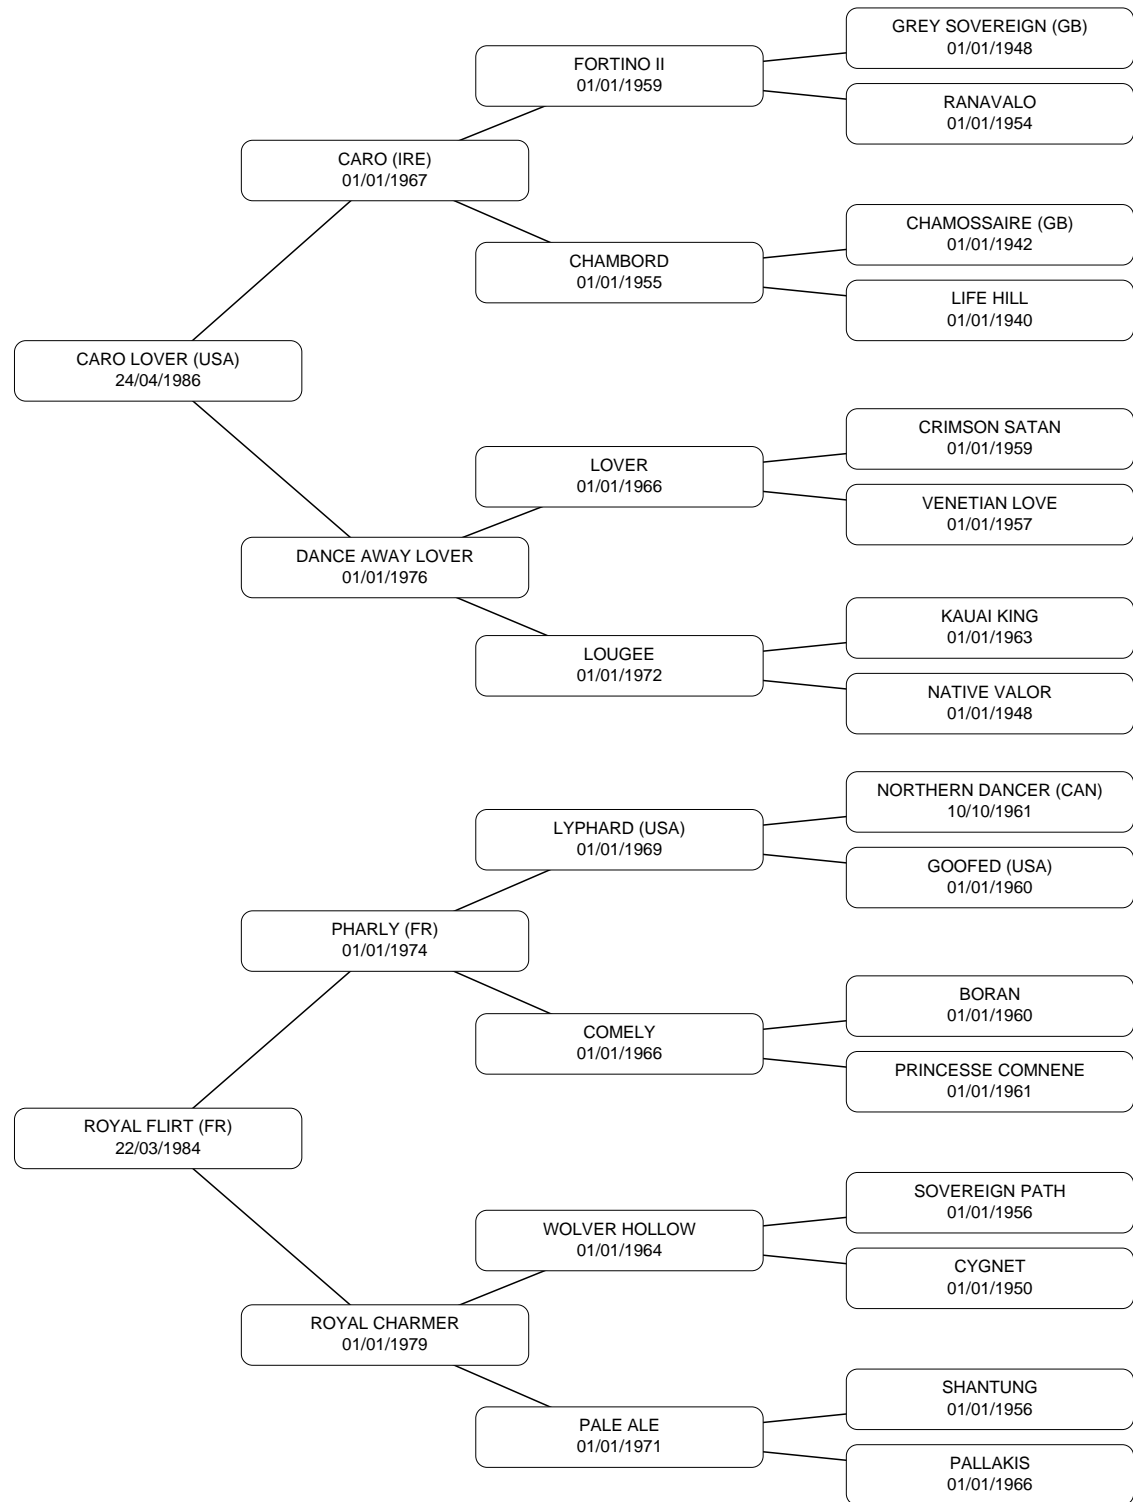 GREY SOVEREIGN (GB)
01/01/1948
FORTINO II
01/01/1959
RANAVALO
01/01/1954
CARO (IRE)
01/01/1967
CHAMOSSAIRE (GB)
01/01/1942
CHAMBORD
01/01/1955
LIFE HILL
01/01/1940
CARO LOVER (USA)
24/04/1986
CRIMSON SATAN
01/01/1959
LOVER
01/01/1966
VENETIAN LOVE
01/01/1957
DANCE AWAY LOVER
01/01/1976
KAUAI KING
01/01/1963
LOUGEE
01/01/1972
NATIVE VALOR
01/01/1948
NORTHERN DANCER (CAN)
10/10/1961
LYPHARD (USA)
01/01/1969
GOOFED (USA)
01/01/1960
PHARLY (FR)
01/01/1974
BORAN
01/01/1960
COMELY
01/01/1966
PRINCESSE COMNENE
01/01/1961
ROYAL FLIRT (FR)
22/03/1984
SOVEREIGN PATH
01/01/1956
WOLVER HOLLOW
01/01/1964
CYGNET
01/01/1950
ROYAL CHARMER
01/01/1979
SHANTUNG
01/01/1956
PALE ALE
01/01/1971
PALLAKIS
01/01/1966